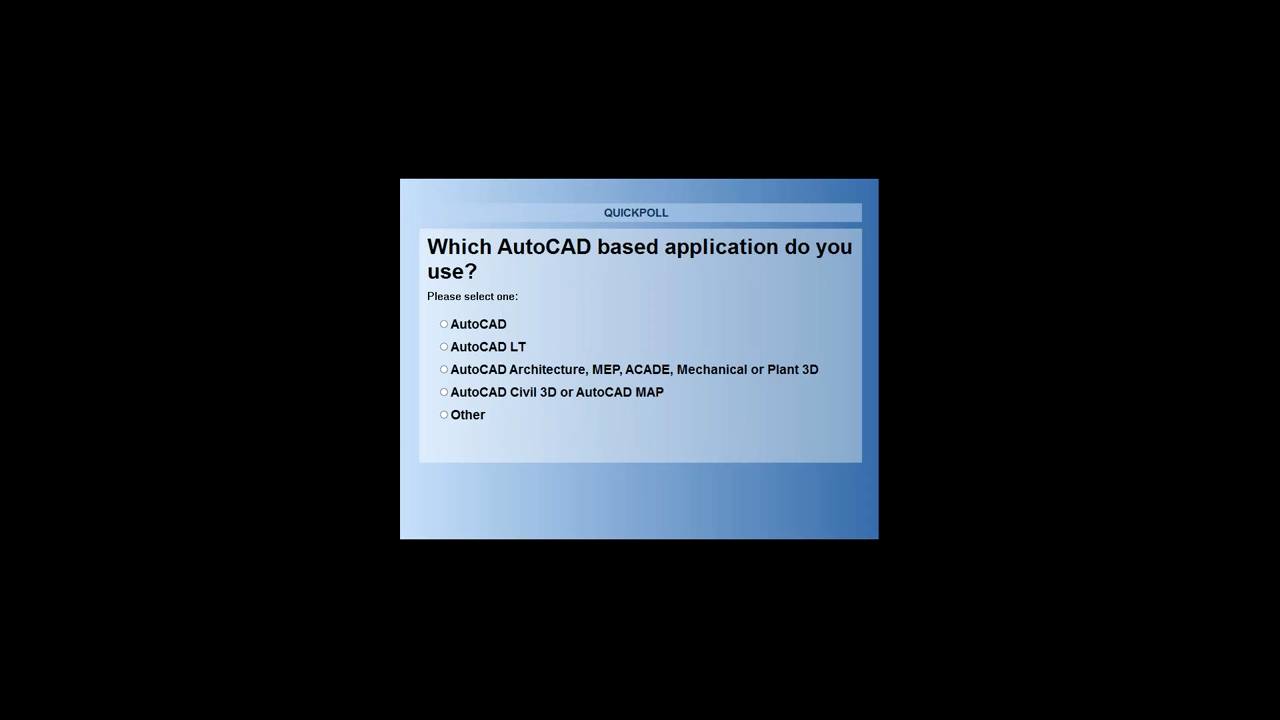 QUICKPOLL
Which AutoCAD based application do you
use?
Please select one:
AutoCAD
AutoCAD LT
AutoCAD Architecture, MEP, ACADE, Mechanical or Plant 3D
AutoCAD Civil 3D or AutoCAD MAP
Other